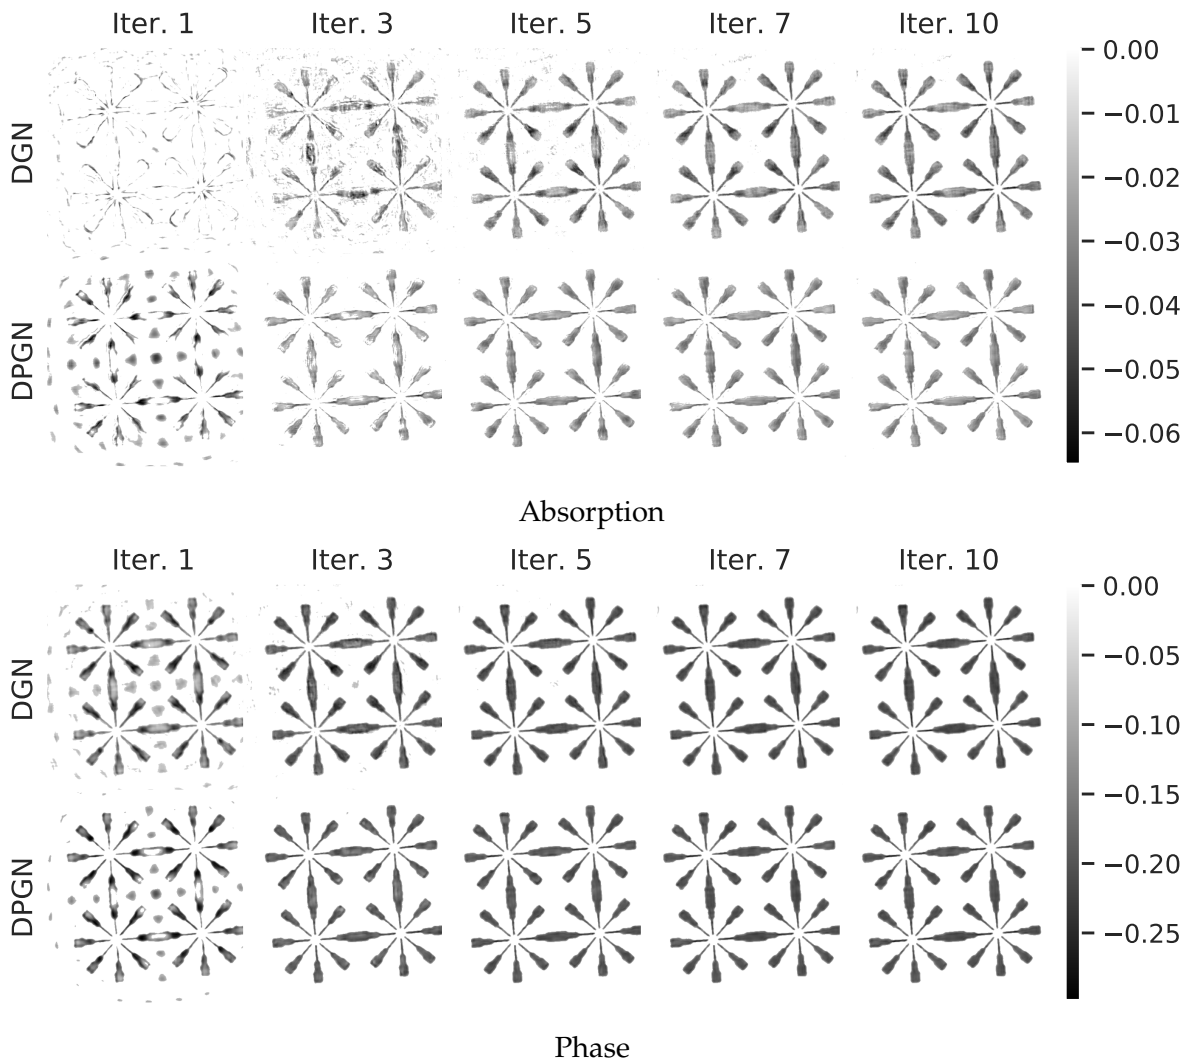 Iter. 1 Iter. 3 Iter. 5 Iter. 7 Iter. 10
DGN
DPGN
0.00
−0.01
−0.02
−0.03
−0.04
−0.05
−0.06
Absorption
Iter. 1 Iter. 3 Iter. 5 Iter. 7 Iter. 10
DGN
DPGN
0.00
−0.05
−0.10
−0.15
−0.20
−0.25
Phase